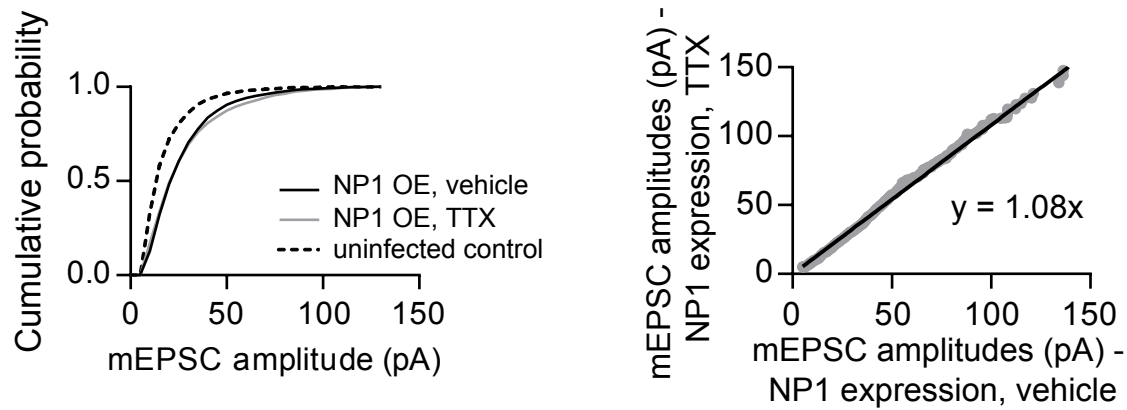 Cumulative probability
1.0
0.5
0.0
0 50 100 150
mEPSC amplitude (pA)
NP1 OE, vehicle
NP1 OE, TTX
uninfected control
mEPSC amplitudes (pA) -
NP1 expression, TTX
150
100
50
0
0 50 100 150
y = 1.08x
mEPSC amplitudes (pA) -
NP1 expression, vehicle